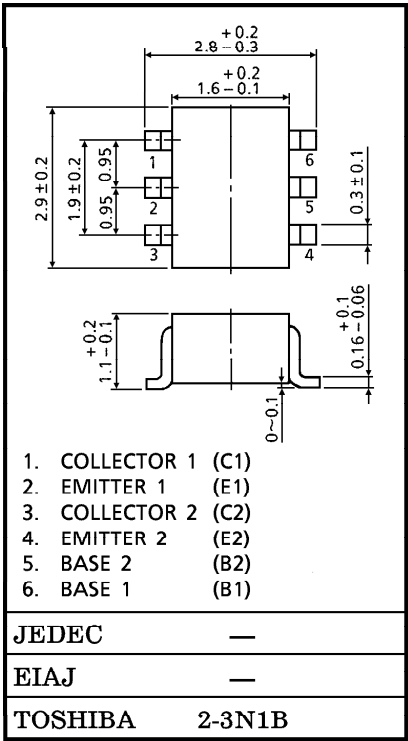 +0.2
2.8–0.3
+0.2
1.6–0.1
2.9±0.2
1.9±0.2
0.95
0.95
1
2
3
6
5
4
0.3±0.1
+0.2
1.1–0.1
+0.1
0.16–0.06
0~0.1
1. COLLECTOR 1 (C1)
2. EMITTER 1 (E1)
3. COLLECTOR 2 (C2)
4. EMITTER 2 (E2)
5. BASE 2 (B2)
6. BASE 1 (B1)
JEDEC —
EIAJ —
TOSHIBA 2-3N1B